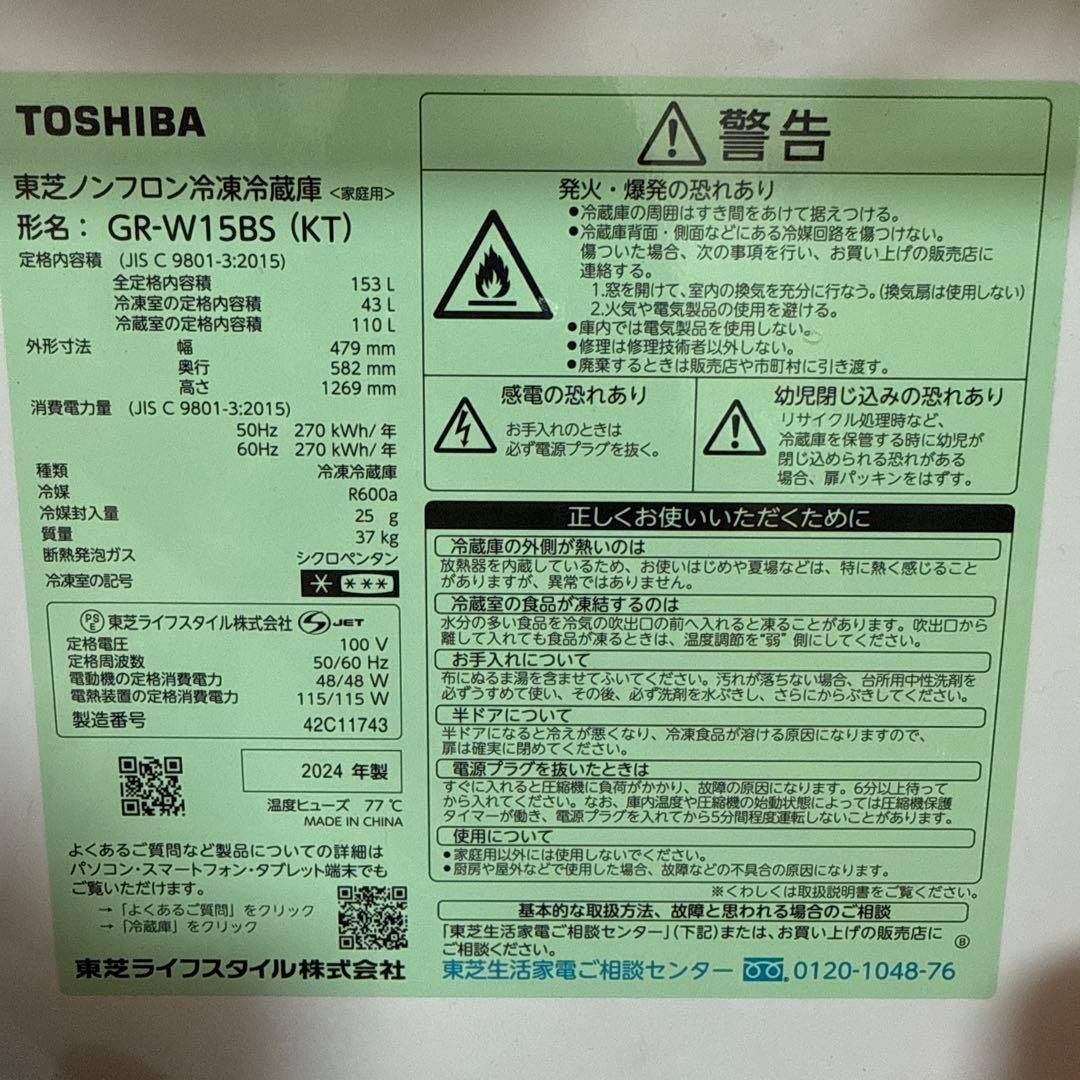 TOSHIBA
東芝ノンフロン冷凍冷蔵庫 <家庭用>
形名： GR-W15BS (KT)
定格内容積 (JIS C 9801-3:2015)
全定格内容積 153 L
冷凍室の定格内容積 43 L
冷蔵室の定格内容積 110 L
外形寸法 幅 479 mm
奥行 582 mm
高さ 1269 mm
消費電力量 (JIS C 9801-3:2015)
50Hz 270 kWh/年
60Hz 270 kWh/年
種類 冷凍冷蔵庫
冷媒 R600a
冷媒封入量 25 g
質量 37 kg
断熱発泡ガス シクロペンタン
冷凍室の記号 * ***
PSE 東芝ライフスタイル株式会社 JET
定格電圧 100 V
定格周波数 50/60 Hz
電動機の定格消費電力 48/48 W
電熱装置の定格消費電力 115/115 W
製造番号 42C11743
2024 年製
温度ヒューズ 77 ℃
MADE IN CHINA
よくあるご質問など製品についての詳細は
パソコン・スマートフォン・タブレット端末でも
ご覧いただけます。
→「よくあるご質問」をクリック
→「冷蔵庫」をクリック
東芝ライフスタイル株式会社
警告
発火・爆発の恐れあり
●冷蔵庫の周囲はすき間をあけて据えつける。
●冷蔵庫背面・側面などにある冷媒回路を傷つけない。
傷ついた場合、次の事項を行い、お買い上げの販売店に
連絡する。
1.窓を開けて、室内の換気を充分に行なう。(換気扇は使用しない)
2.火気や電気製品の使用を避ける。
●庫内では電気製品を使用しない。
●修理は修理技術者以外しない。
●廃棄するときは販売店や市町村に引き渡す。
感電の恐れあり
お手入れのときは
必ず電源プラグを抜く。
幼児閉じ込みの恐れあり
リサイクル処理時など、
冷蔵庫を保管する時に幼児が
閉じ込められる恐れがある
場合、扉パッキンをはずす。
正しくお使いいただくために
冷蔵庫の外側が熱いのは
放熱器を内蔵しているため、お使いはじめや夏場などは、特に熱く感じること
がありますが、異常ではありません。
冷蔵室の食品が凍結するのは
水分の多い食品を冷気の吹出口の前へ入れると凍ることがあります。吹出口から
離して入れても食品が凍るときは、温度調節を"弱"側にしてください。
お手入れについて
布にぬるま湯を含ませてふいてください。汚れが落ちない場合、台所用中性洗剤を
必ずうすめて使い、その後、必ず洗剤を水ぶきし、さらにからぶきしてください。
半ドアについて
半ドアになると冷えが悪くなり、冷凍食品が溶ける原因になりますので、
扉は確実に閉めてください。
電源プラグを抜いたときは
すぐに入れると圧縮機に負荷がかかり、故障の原因になります。6分以上待って
から入れてください。なお、庫内温度や圧縮機の始動状態によっては圧縮機保護
タイマーが働き、電源プラグを入れてから5分間程度運転しないことがあります。
使用について
●家庭用以外には使用しないでください。
●厨房や屋外などで使用した場合、故障などの不具合の原因になります。
※くわしくは取扱説明書をご覧ください。
基本的な取扱方法、故障と思われる場合のご相談
「東芝生活家電ご相談センター」(下記)または、お買い上げの販売店に
ご相談ください。
Ⓑ
東芝生活家電ご相談センター 0120-1048-76